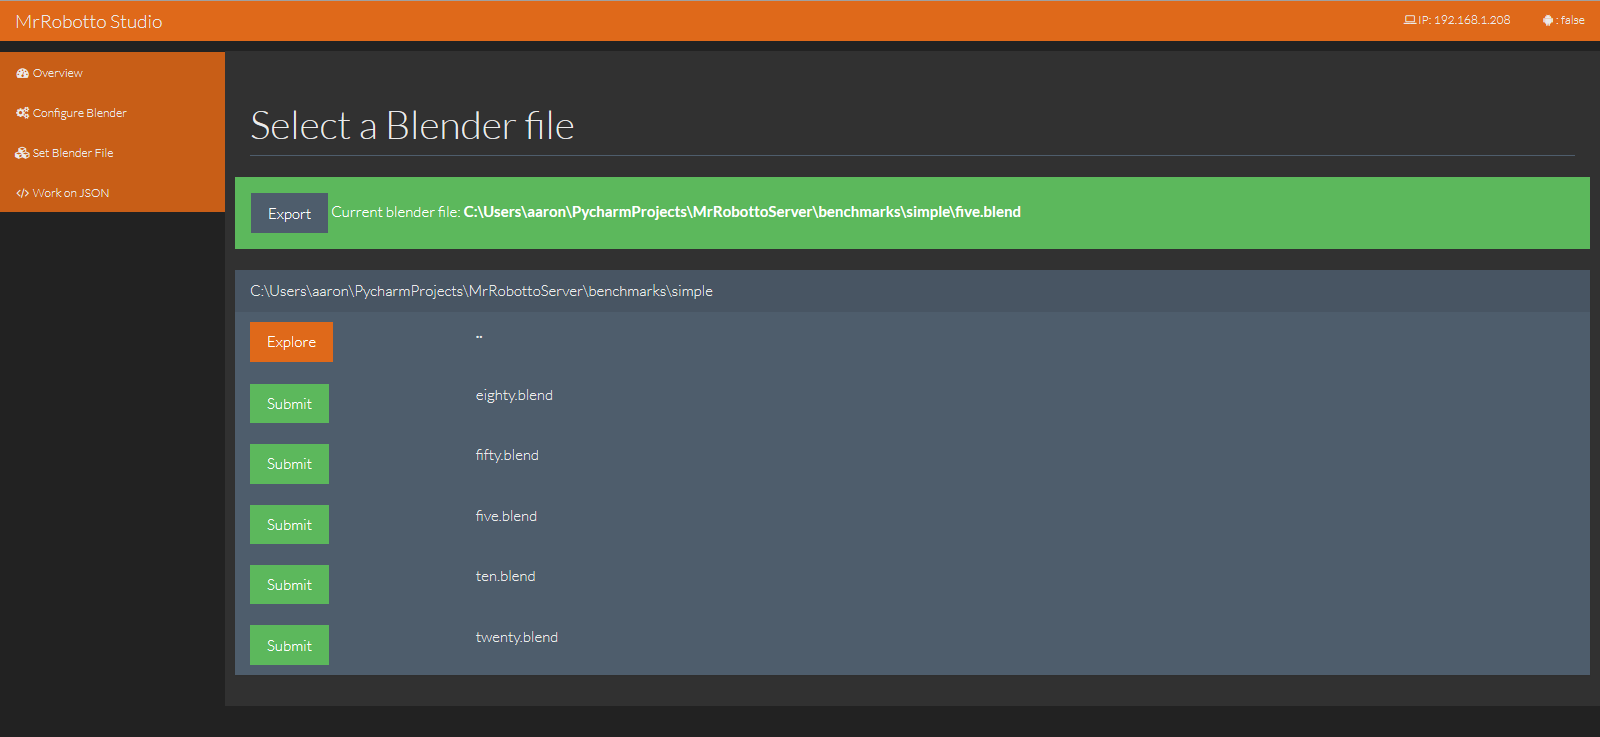 MrRobotto Studio
IP: 192.168.1.208
: false
Overview
Configure Blender
Set Blender File
Work on JSON
Select a Blender file
Export Current blender file: C:\Users\aaron\PycharmProjects\MrRobottoServer\benchmarks\simple\five.blend
C:\Users\aaron\PycharmProjects\MrRobottoServer\benchmarks\simple
Explore ..
Submit eighty.blend
Submit fifty.blend
Submit five.blend
Submit ten.blend
Submit twenty.blend